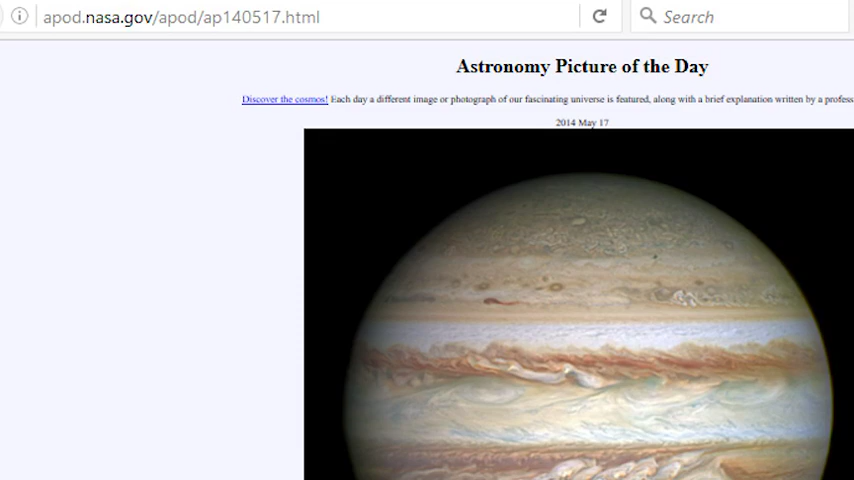 apod.nasa.gov/apod/ap140517.html
Search
Astronomy Picture of the Day
Discover the cosmos! Each day a different image or photograph of our fascinating universe is featured, along with a brief explanation written by a profess
2014 May 17